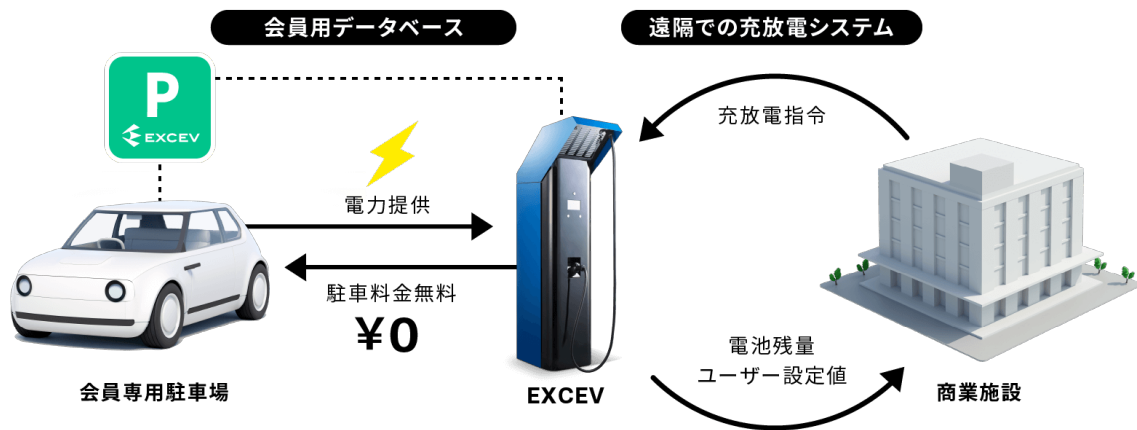 会員用データベース
遠隔での充放電システム
P
EXCEV
電力提供
駐車料金無料
¥0
充放電指令
電池残量
ユーザー設定値
会員専用駐車場
EXCEV
商業施設